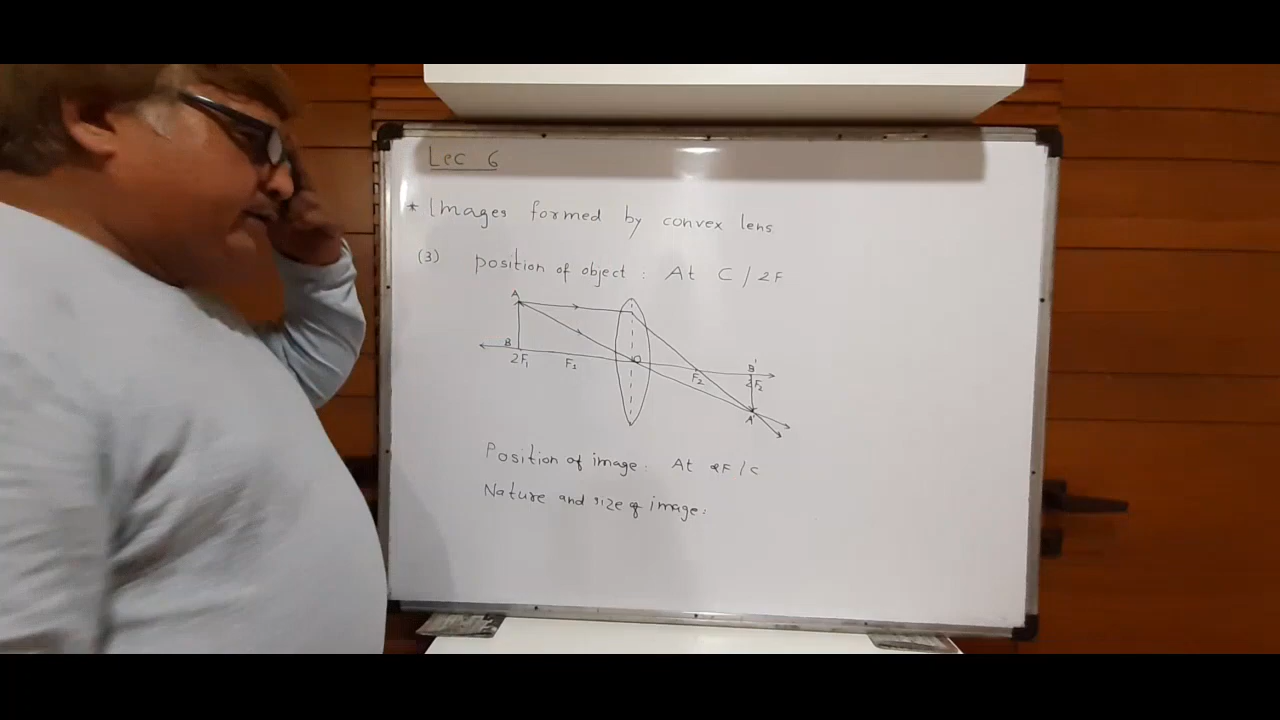 Lec 6
* Images formed by convex lens
(3) position of object : At C / 2F
A
B
2F₁ F₁ O F₂ B' 2F₂
A'
Position of image : At 2F / C
Nature and size of image :